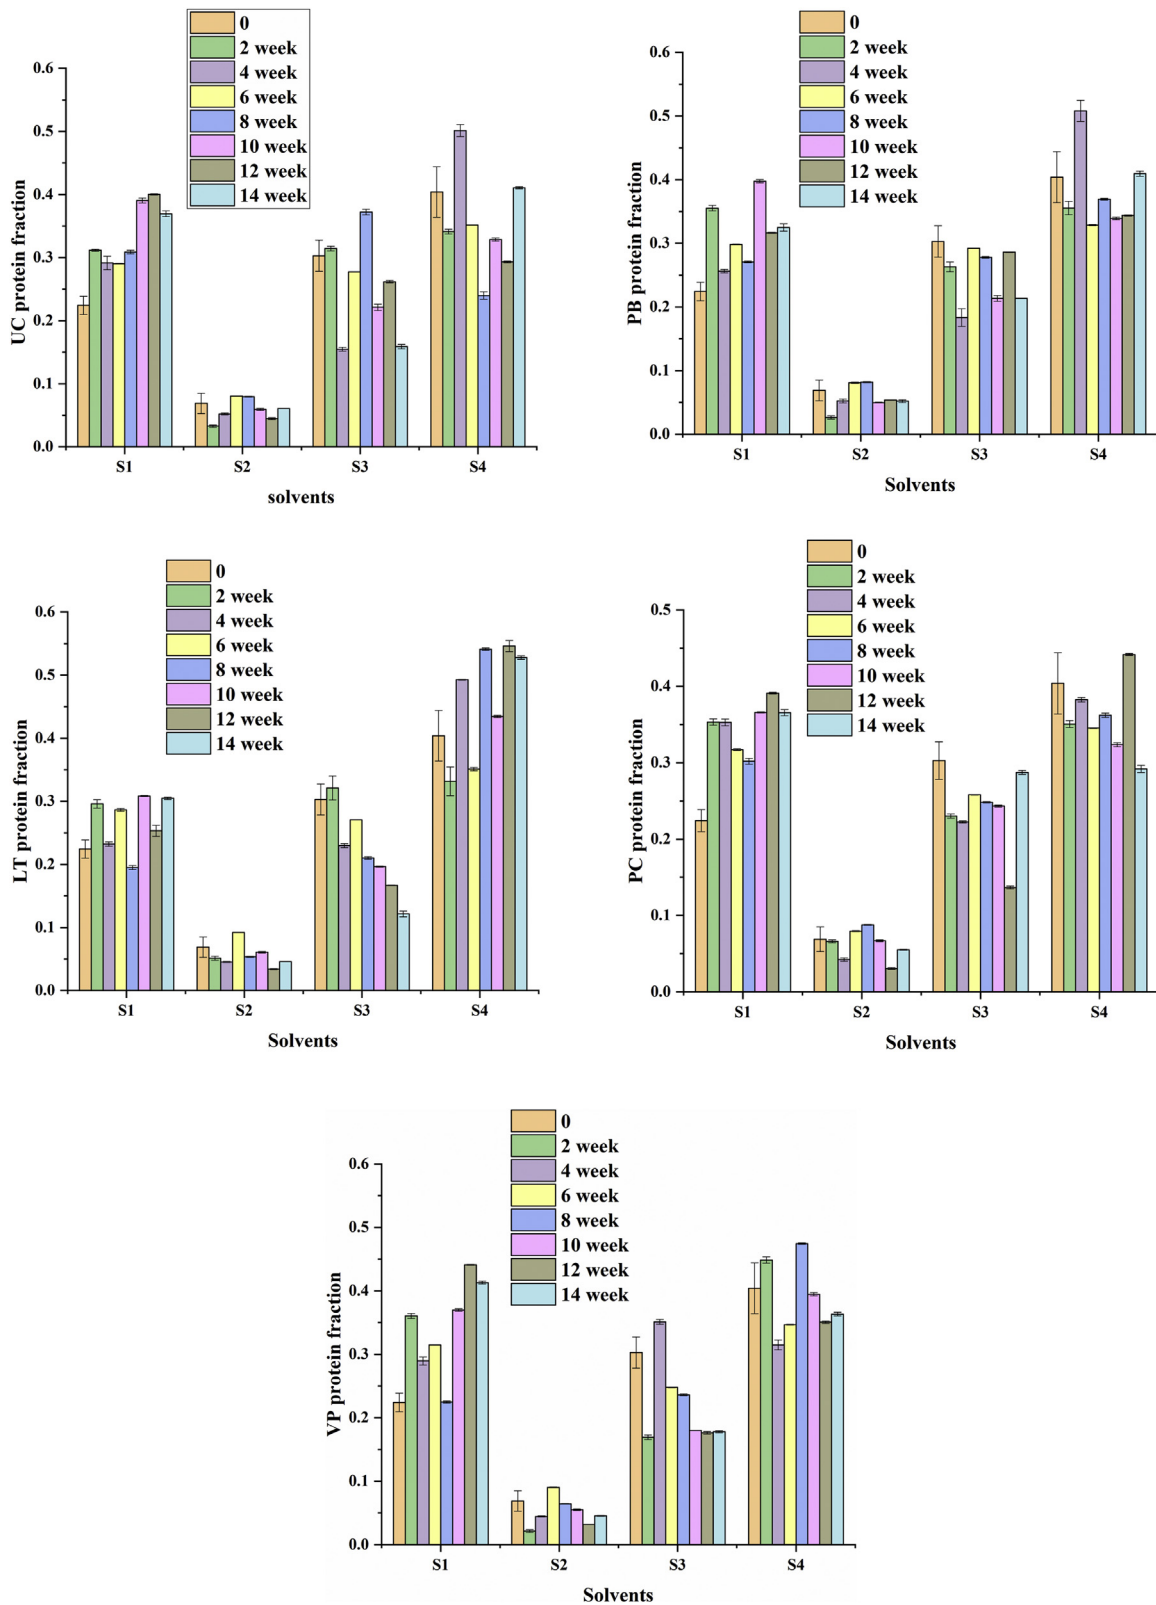 0
2 week
4 week
6 week
8 week
10 week
12 week
14 week
0.6
0.5
0.4
0.3
0.2
0.1
0.0
UC protein fraction
S1 S2 S3 S4
solvents
0
2 week
4 week
6 week
8 week
10 week
12 week
14 week
0.6
0.5
0.4
0.3
0.2
0.1
0.0
PB protein fraction
S1 S2 S3 S4
Solvents
0
2 week
4 week
6 week
8 week
10 week
12 week
14 week
0.6
0.5
0.4
0.3
0.2
0.1
0.0
LT protein fraction
S1 S2 S3 S4
Solvents
0
2 week
4 week
6 week
8 week
10 week
12 week
14 week
0.5
0.4
0.3
0.2
0.1
0.0
PC protein fraction
S1 S2 S3 S4
Solvents
0
2 week
4 week
6 week
8 week
10 week
12 week
14 week
0.6
0.5
0.4
0.3
0.2
0.1
0.0
VP protein fraction
S1 S2 S3 S4
Solvents